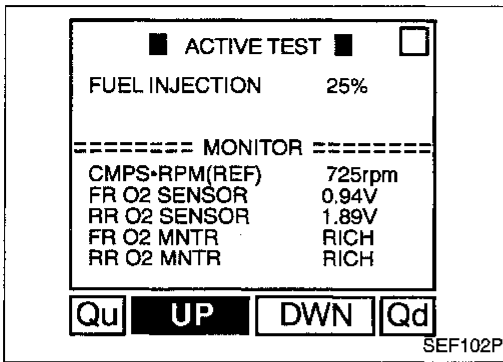 ■ ACTIVE TEST ■ □
FUEL INJECTION 25%
======== MONITOR ========
CMPS•RPM(REF) 725rpm
FR O2 SENSOR 0.94V
RR O2 SENSOR 1.89V
FR O2 MNTR RICH
RR O2 MNTR RICH
Qu UP DWN Qd
SEF102P